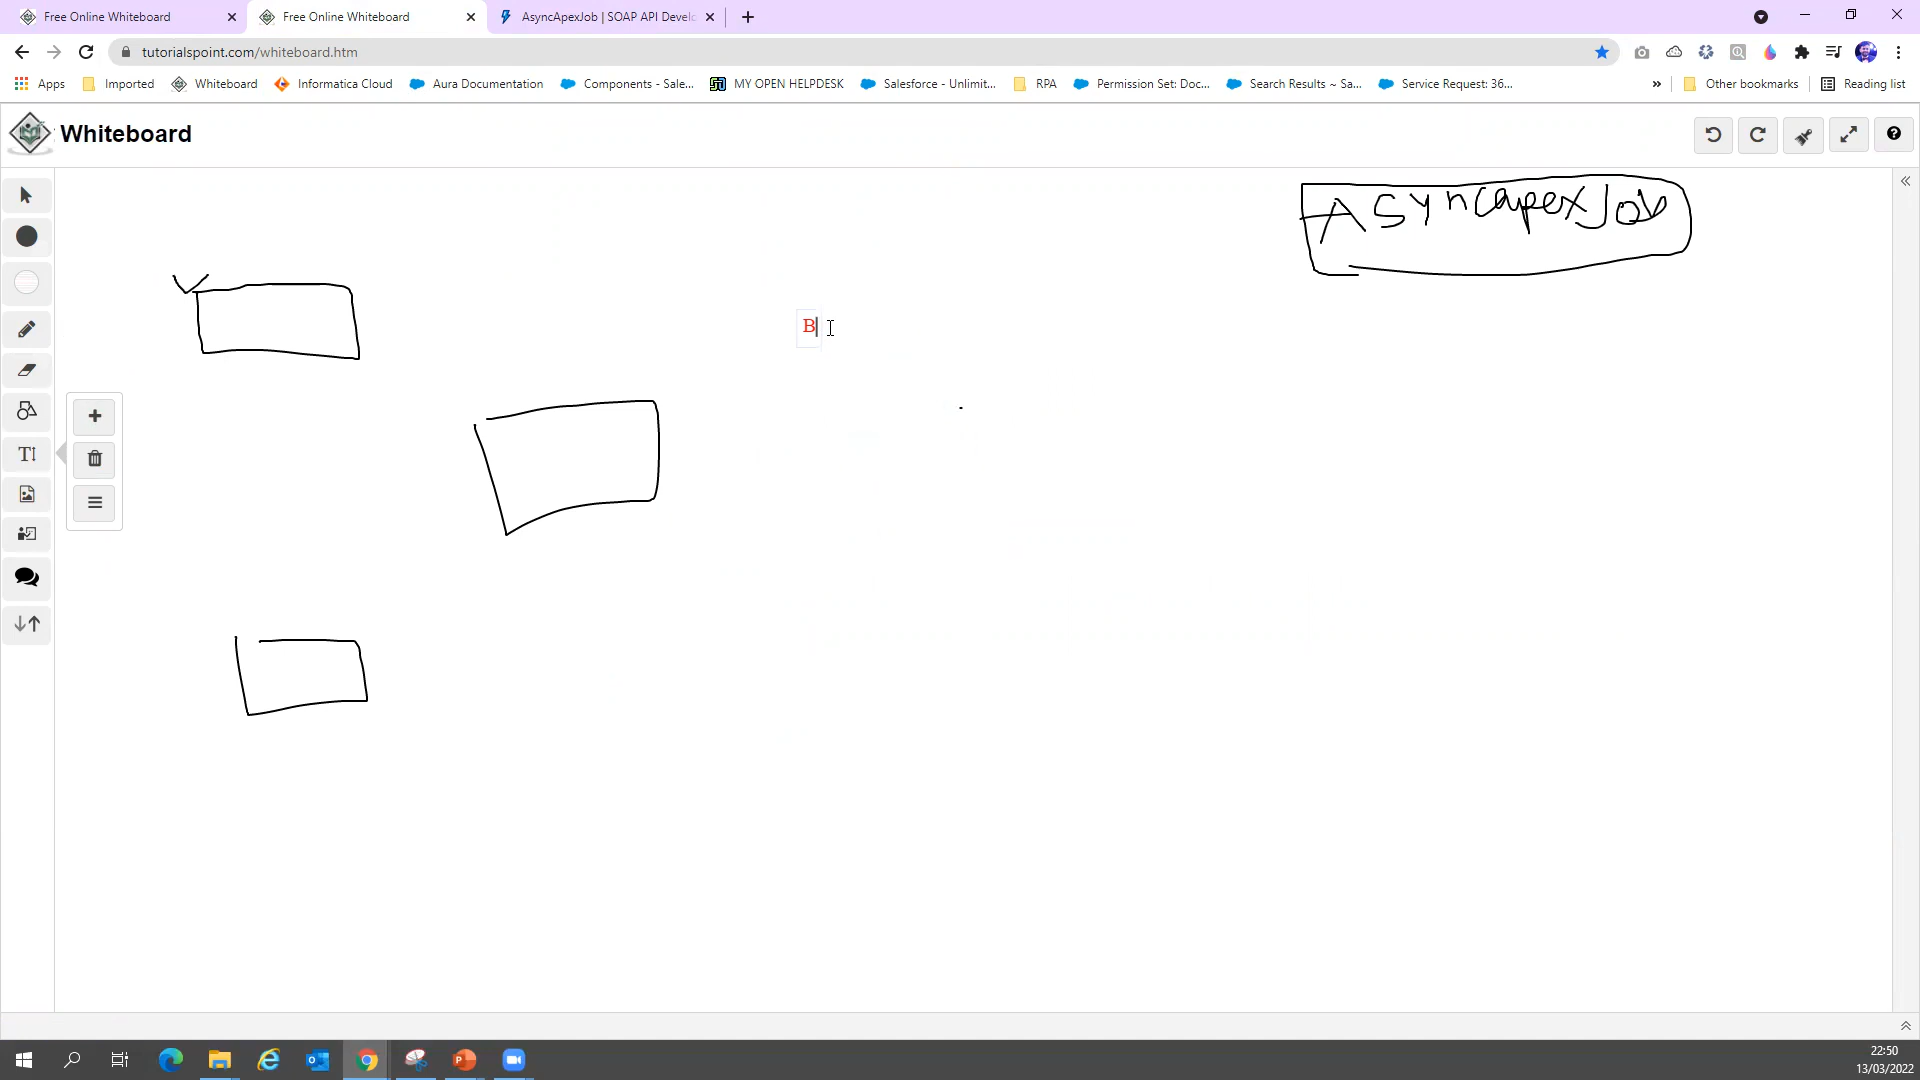 Free Online Whiteboard
Free Online Whiteboard
AsyncApexJob | SOAP API Develo
tutorialspoint.com/whiteboard.htm
Apps
Imported
Whiteboard
Informatica Cloud
Aura Documentation
Components - Sale...
MY OPEN HELPDESK
Salesforce - Unlimit...
RPA
Permission Set: Doc...
Search Results ~ Sa...
Service Request: 36...
»
Other bookmarks
Reading list
Whiteboard
AsyncapexJob
B
22:50
13/03/2022